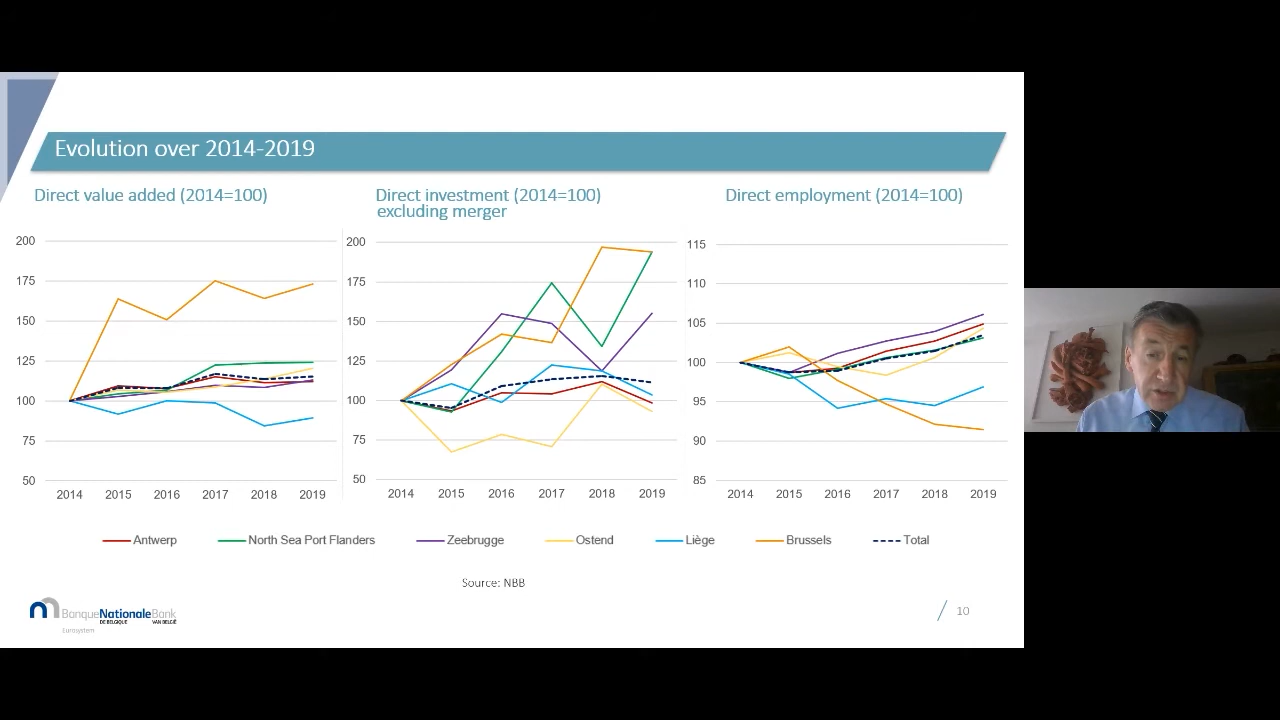 Evolution over 2014-2019
Direct value added (2014=100)
200
175
150
125
100
75
50
2014 2015 2016 2017 2018 2019
Direct investment (2014=100)
excluding merger
200
175
150
125
100
75
50
2014 2015 2016 2017 2018 2019
Direct employment (2014=100)
115
110
105
100
95
90
85
2014 2015 2016 2017 2018 2019
Antwerp North Sea Port Flanders Zeebrugge Ostend Liège Brussels Total
Source: NBB
BanqueNationaleBank
DE BELGIQUE VAN BELGIË
Eurosystem
10